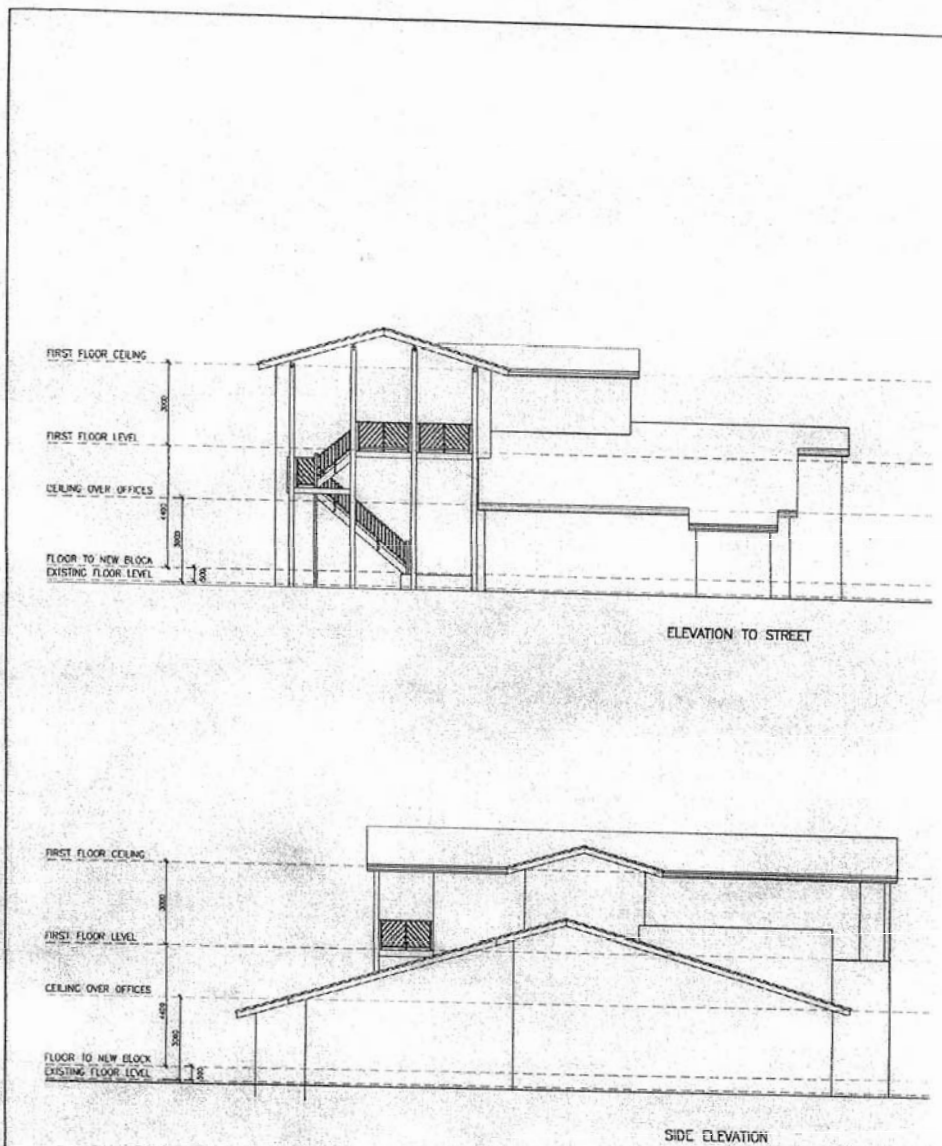 FIRST FLOOR CEILING
3000
FIRST FLOOR LEVEL
CEILING OVER OFFICES
3000
FLOOR TO NEW BLOCK
EXISTING FLOOR LEVEL
500
ELEVATION TO STREET
FIRST FLOOR CEILING
3000
FIRST FLOOR LEVEL
CEILING OVER OFFICES
3000
FLOOR TO NEW BLOCK
EXISTING FLOOR LEVEL
500
SIDE ELEVATION